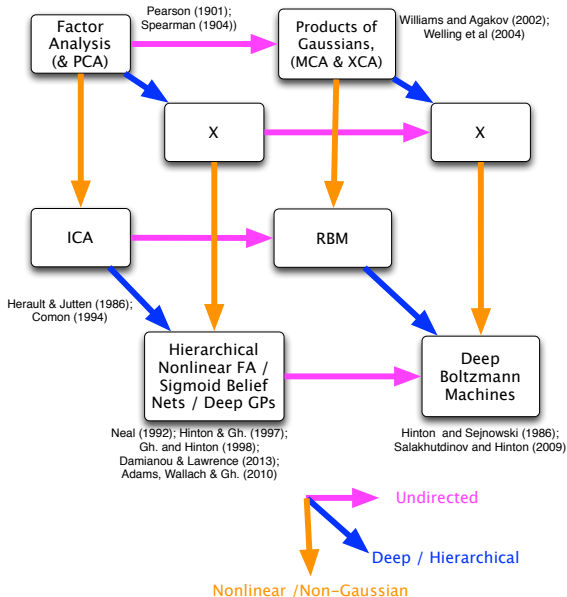 Pearson (1901);
Spearman (1904))
Williams and Agakov (2002);
Welling et al (2004)
Factor
Analysis
(& PCA)
Products of
Gaussians,
(MCA & XCA)
X
X
ICA
RBM
Herault & Jutten (1986);
Comon (1994)
Hierarchical
Nonlinear FA /
Sigmoid Belief
Nets / Deep GPs
Deep
Boltzmann
Machines
Neal (1992); Hinton & Gh. (1997);
Gh. and Hinton (1998);
Damianou & Lawrence (2013);
Adams, Wallach & Gh. (2010)
Hinton and Sejnowski (1986);
Salakhutdinov and Hinton (2009)
Undirected
Deep / Hierarchical
Nonlinear /Non-Gaussian